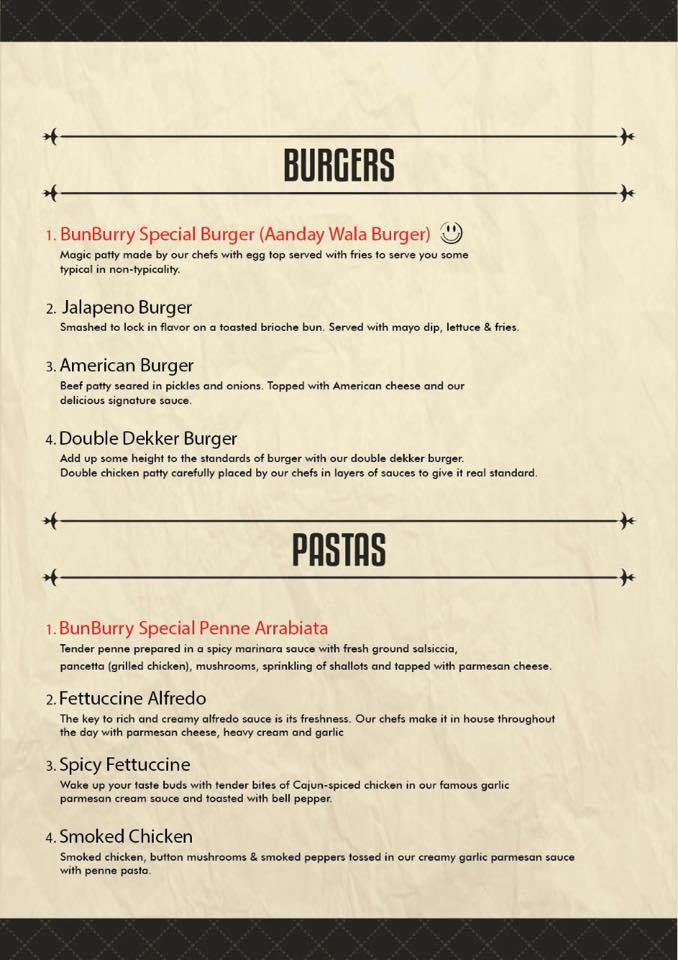 BURGERS
1. BunBurry Special Burger (Aanday Wala Burger)
Magic patty made by our chefs with egg top served with fries to serve you some
typical in non-typicality.
2. Jalapeno Burger
Smashed to lock in flavor on a toasted brioche bun. Served with mayo dip, lettuce & fries.
3. American Burger
Beef patty seared in pickles and onions. Topped with American cheese and our
delicious signature sauce.
4. Double Dekker Burger
Add up some height to the standards of burger with our double dekker burger.
Double chicken patty carefully placed by our chefs in layers of sauces to give it real standard.
PASTAS
1. BunBurry Special Penne Arrabiata
Tender penne prepared in a spicy marinara sauce with fresh ground salsiccia,
pancetta (grilled chicken), mushrooms, sprinkling of shallots and tapped with parmesan cheese.
2. Fettuccine Alfredo
The key to rich and creamy alfredo sauce is its freshness. Our chefs make it in house throughout
the day with parmesan cheese, heavy cream and garlic
3. Spicy Fettuccine
Wake up your taste buds with tender bites of Cajun-spiced chicken in our famous garlic
parmesan cream sauce and toasted with bell pepper.
4. Smoked Chicken
Smoked chicken, button mushrooms & smoked peppers tossed in our creamy garlic parmesan sauce
with penne pasta.